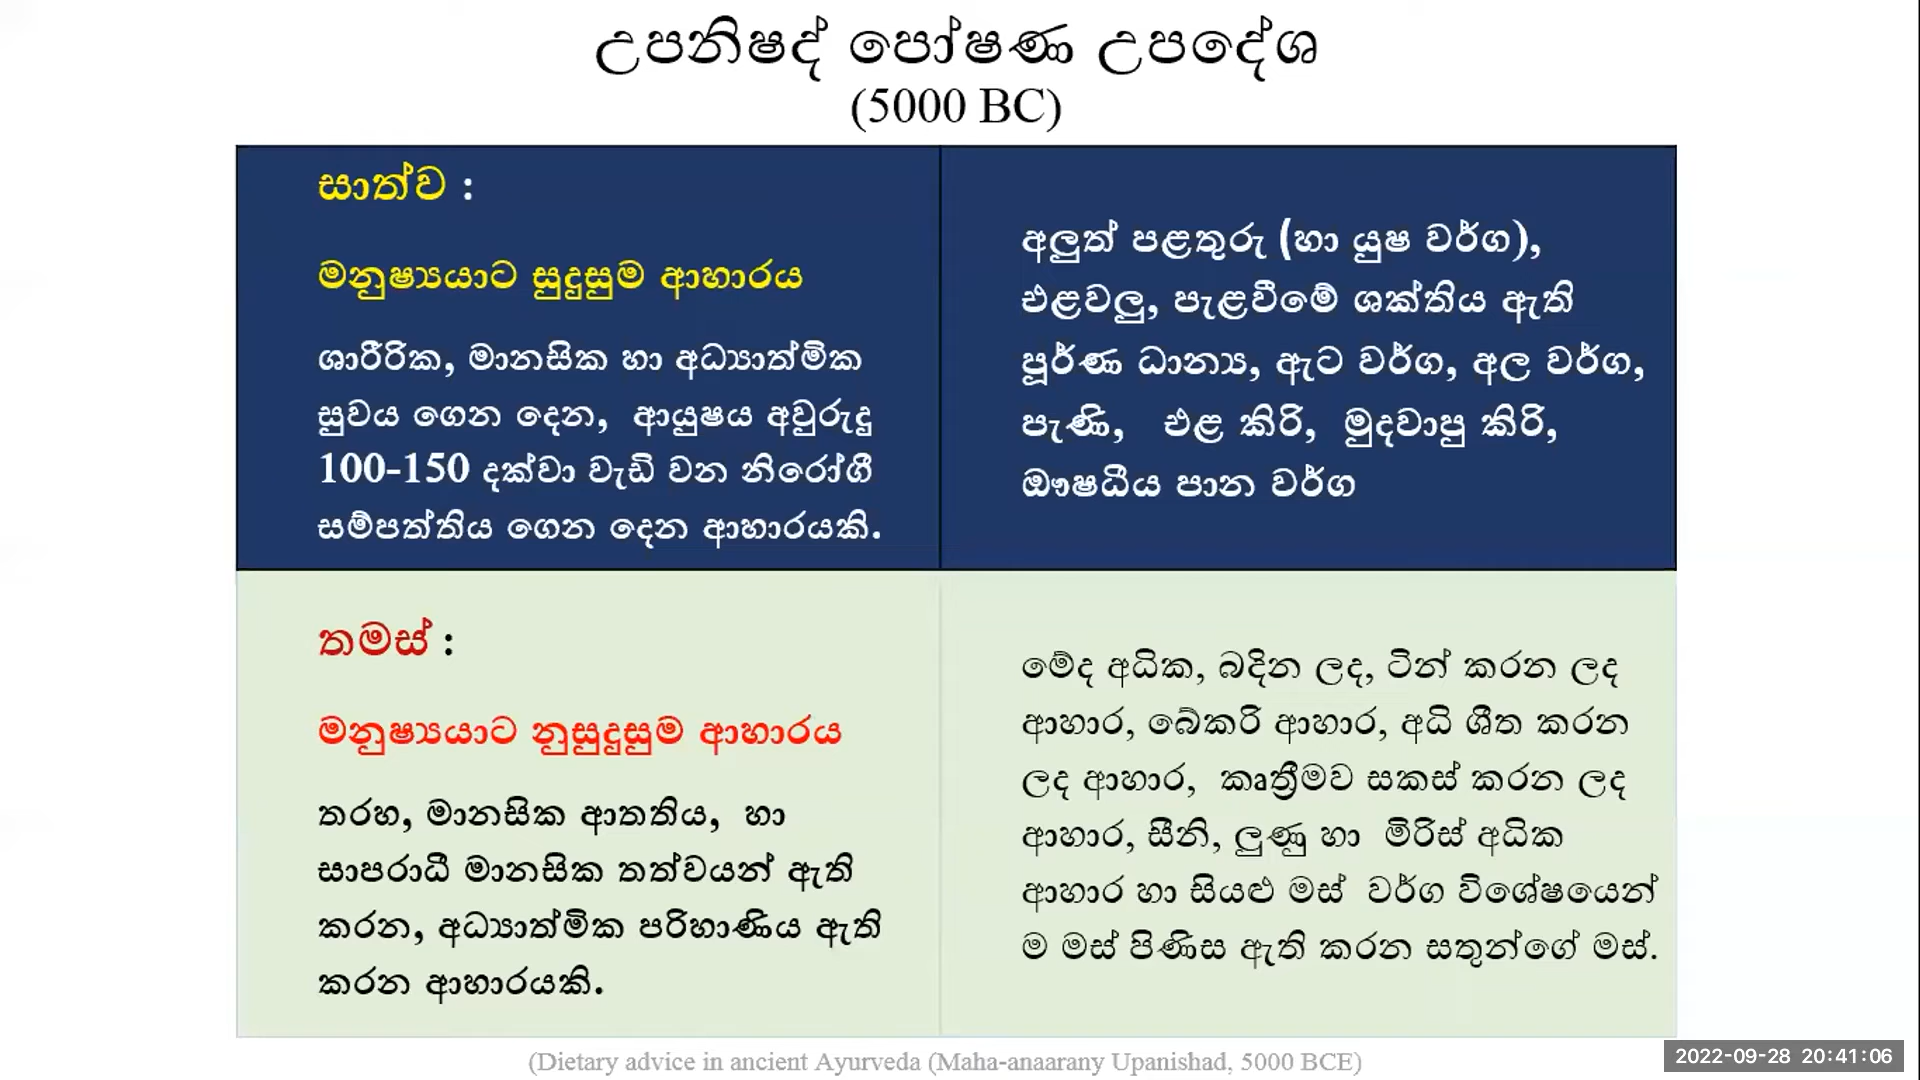 උපනිෂද් පෝෂණ උපදේශ
(5000 BC)
සාත්ව :
මනුෂ්‍යයාට සුදුසුම ආහාරය
ශාරීරික, මානසික හා අධ්‍යාත්මික
සුවය ගෙන දෙන, ආයුෂය අවුරුදු
100-150 දක්වා වැඩි වන නිරෝගී
සම්පත්තිය ගෙන දෙන ආහාරයකි.
අලුත් පළතුරු (හා යුෂ වර්ග),
එළවලු, පැළවීමේ ශක්තිය ඇති
පූර්ණ ධාන්‍ය, ඇට වර්ග, අල වර්ග,
පැණි, එළ කිරි, මුදවාපු කිරි,
ඖෂධීය පාන වර්ග
තමස් :
මනුෂ්‍යයාට නුසුදුසුම ආහාරය
තරහ, මානසික ආතතිය, හා
සාපරාධී මානසික තත්වයන් ඇති
කරන, අධ්‍යාත්මික පරිහාණිය ඇති
කරන ආහාරයකි.
මේද අධික, බදින ලද, ටින් කරන ලද
ආහාර, බේකරි ආහාර, අධි ශීත කරන
ලද ආහාර, කෘත්‍රීමව සකස් කරන ලද
ආහාර, සීනි, ලුණු හා මිරිස් අධික
ආහාර හා සියළු මස් වර්ග විශේෂයෙන්
ම මස් පිණිස ඇති කරන සතුන්ගේ මස්.
(Dietary advice in ancient Ayurveda (Maha-anaarany Upanishad, 5000 BCE)
2022-09-28 20:41:06